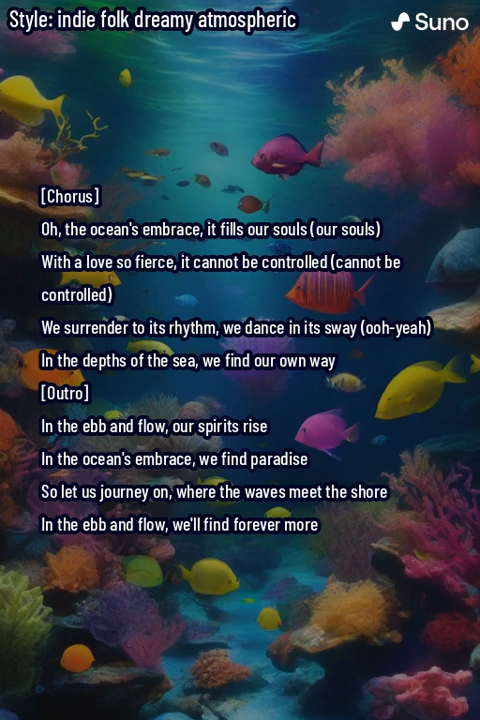 Style: indie folk dreamy atmospheric
Suno
[Chorus]
Oh, the ocean's embrace, it fills our souls (our souls)
With a love so fierce, it cannot be controlled (cannot be
controlled)
We surrender to its rhythm, we dance in its sway (ooh-yeah)
In the depths of the sea, we find our own way
[Outro]
In the ebb and flow, our spirits rise
In the ocean's embrace, we find paradise
So let us journey on, where the waves meet the shore
In the ebb and flow, we'll find forever more